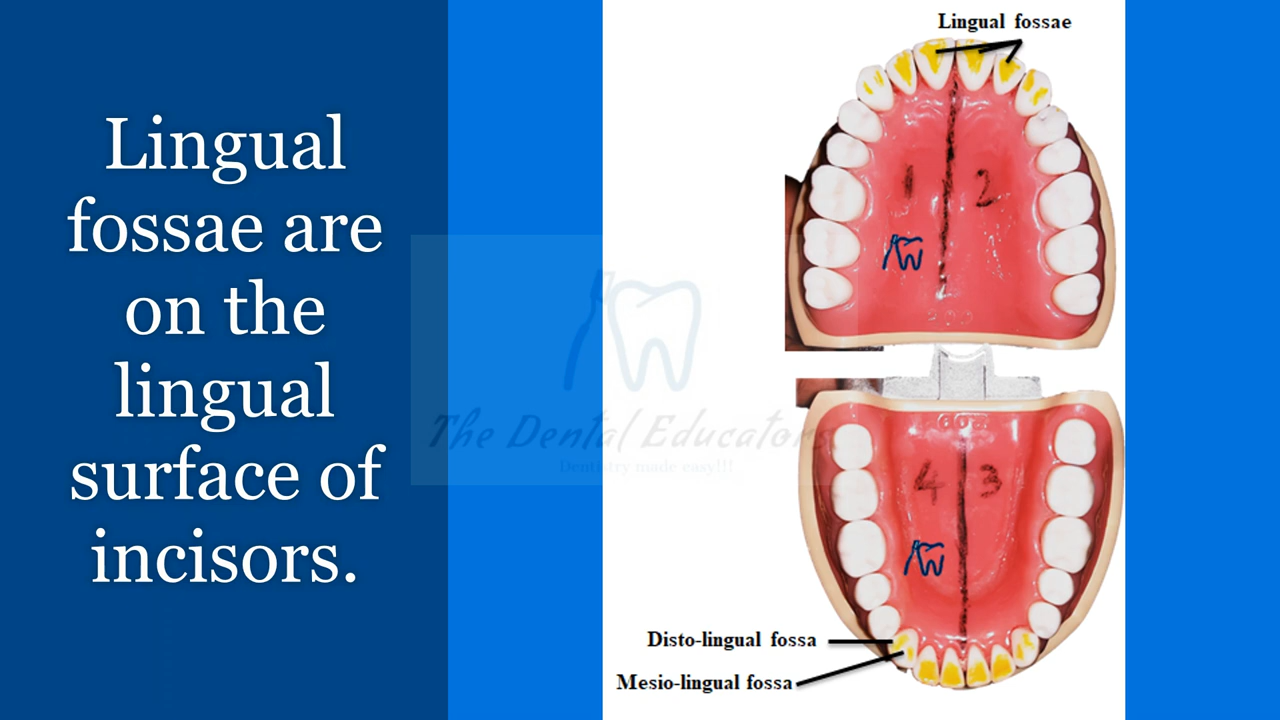 Lingual
fossae are
on the
lingual
surface of
incisors.
Lingual fossae
1
2
The Dental Educators
Dentistry made easy!!!
4
3
Disto-lingual fossa
Mesio-lingual fossa